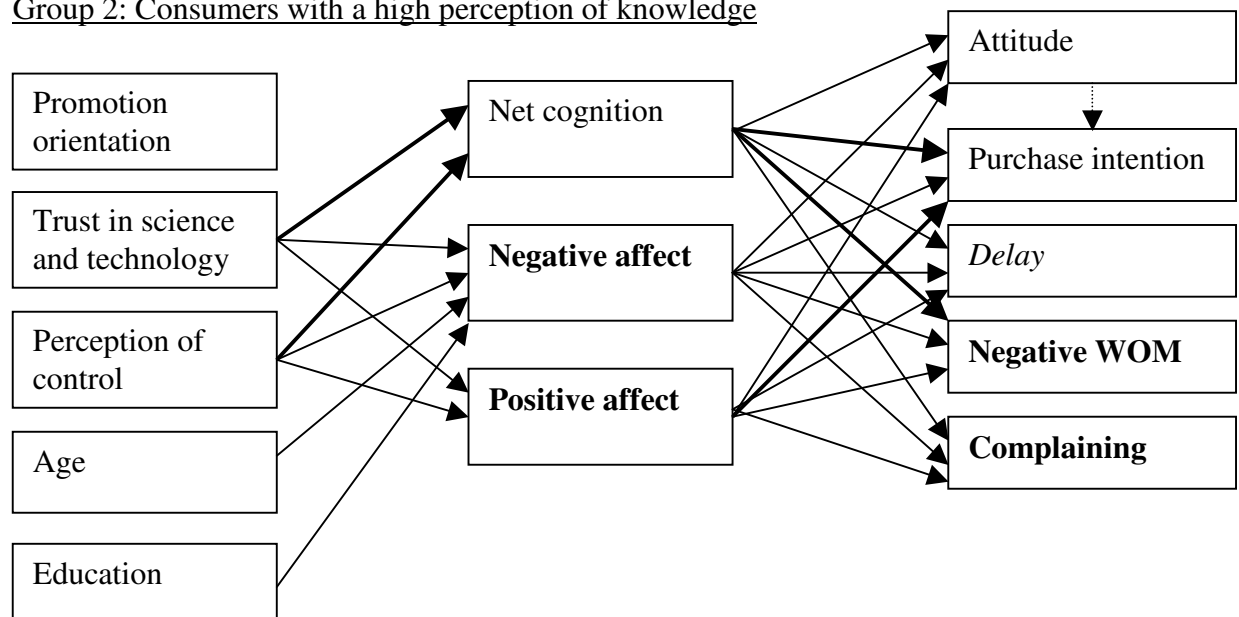 Group 2: Consumers with a high perception of knowledge
Promotion
orientation
Trust in science
and technology
Perception of
control
Age
Education
Net cognition
Negative affect
Positive affect
Attitude
Purchase intention
Delay
Negative WOM
Complaining